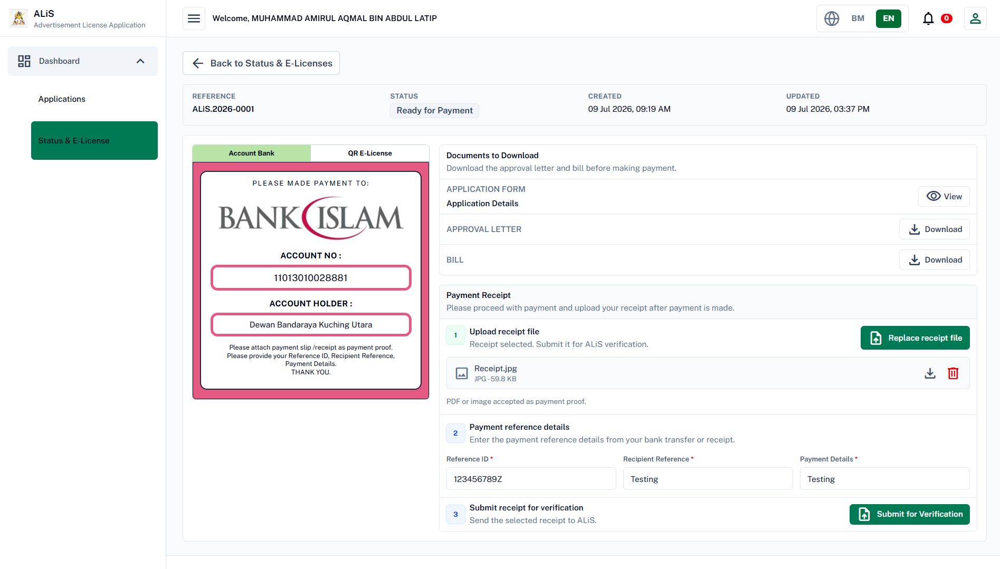 ALiS
Advertisement License Application
Welcome, MUHAMMAD AMIRUL AQMAL BIN ABDUL LATIP
BM
EN
0
Dashboard
Applications
Status & E-License
Back to Status & E-Licenses
REFERENCE
ALiS.2026-0001
STATUS
Ready for Payment
CREATED
09 Jul 2026, 09:19 AM
UPDATED
09 Jul 2026, 03:37 PM
Account Bank
QR E-License
PLEASE MADE PAYMENT TO:
BANK ISLAM
ACCOUNT NO :
11013010028881
ACCOUNT HOLDER :
Dewan Bandaraya Kuching Utara
Please attach payment slip /receipt as payment proof.
Please provide your Reference ID, Recipient Reference,
Payment Details.
THANK YOU.
Documents to Download
Download the approval letter and bill before making payment.
APPLICATION FORM
Application Details
View
APPROVAL LETTER
Download
BILL
Download
Payment Receipt
Please proceed with payment and upload your receipt after payment is made.
1
Upload receipt file
Receipt selected. Submit it for ALiS verification.
Replace receipt file
Receipt.jpg
JPG - 59.8 KB
PDF or image accepted as payment proof.
2
Payment reference details
Enter the payment reference details from your bank transfer or receipt.
Reference ID *
Recipient Reference *
Payment Details *
123456789Z
Testing
Testing
3
Submit receipt for verification
Send the selected receipt to ALiS.
Submit for Verification